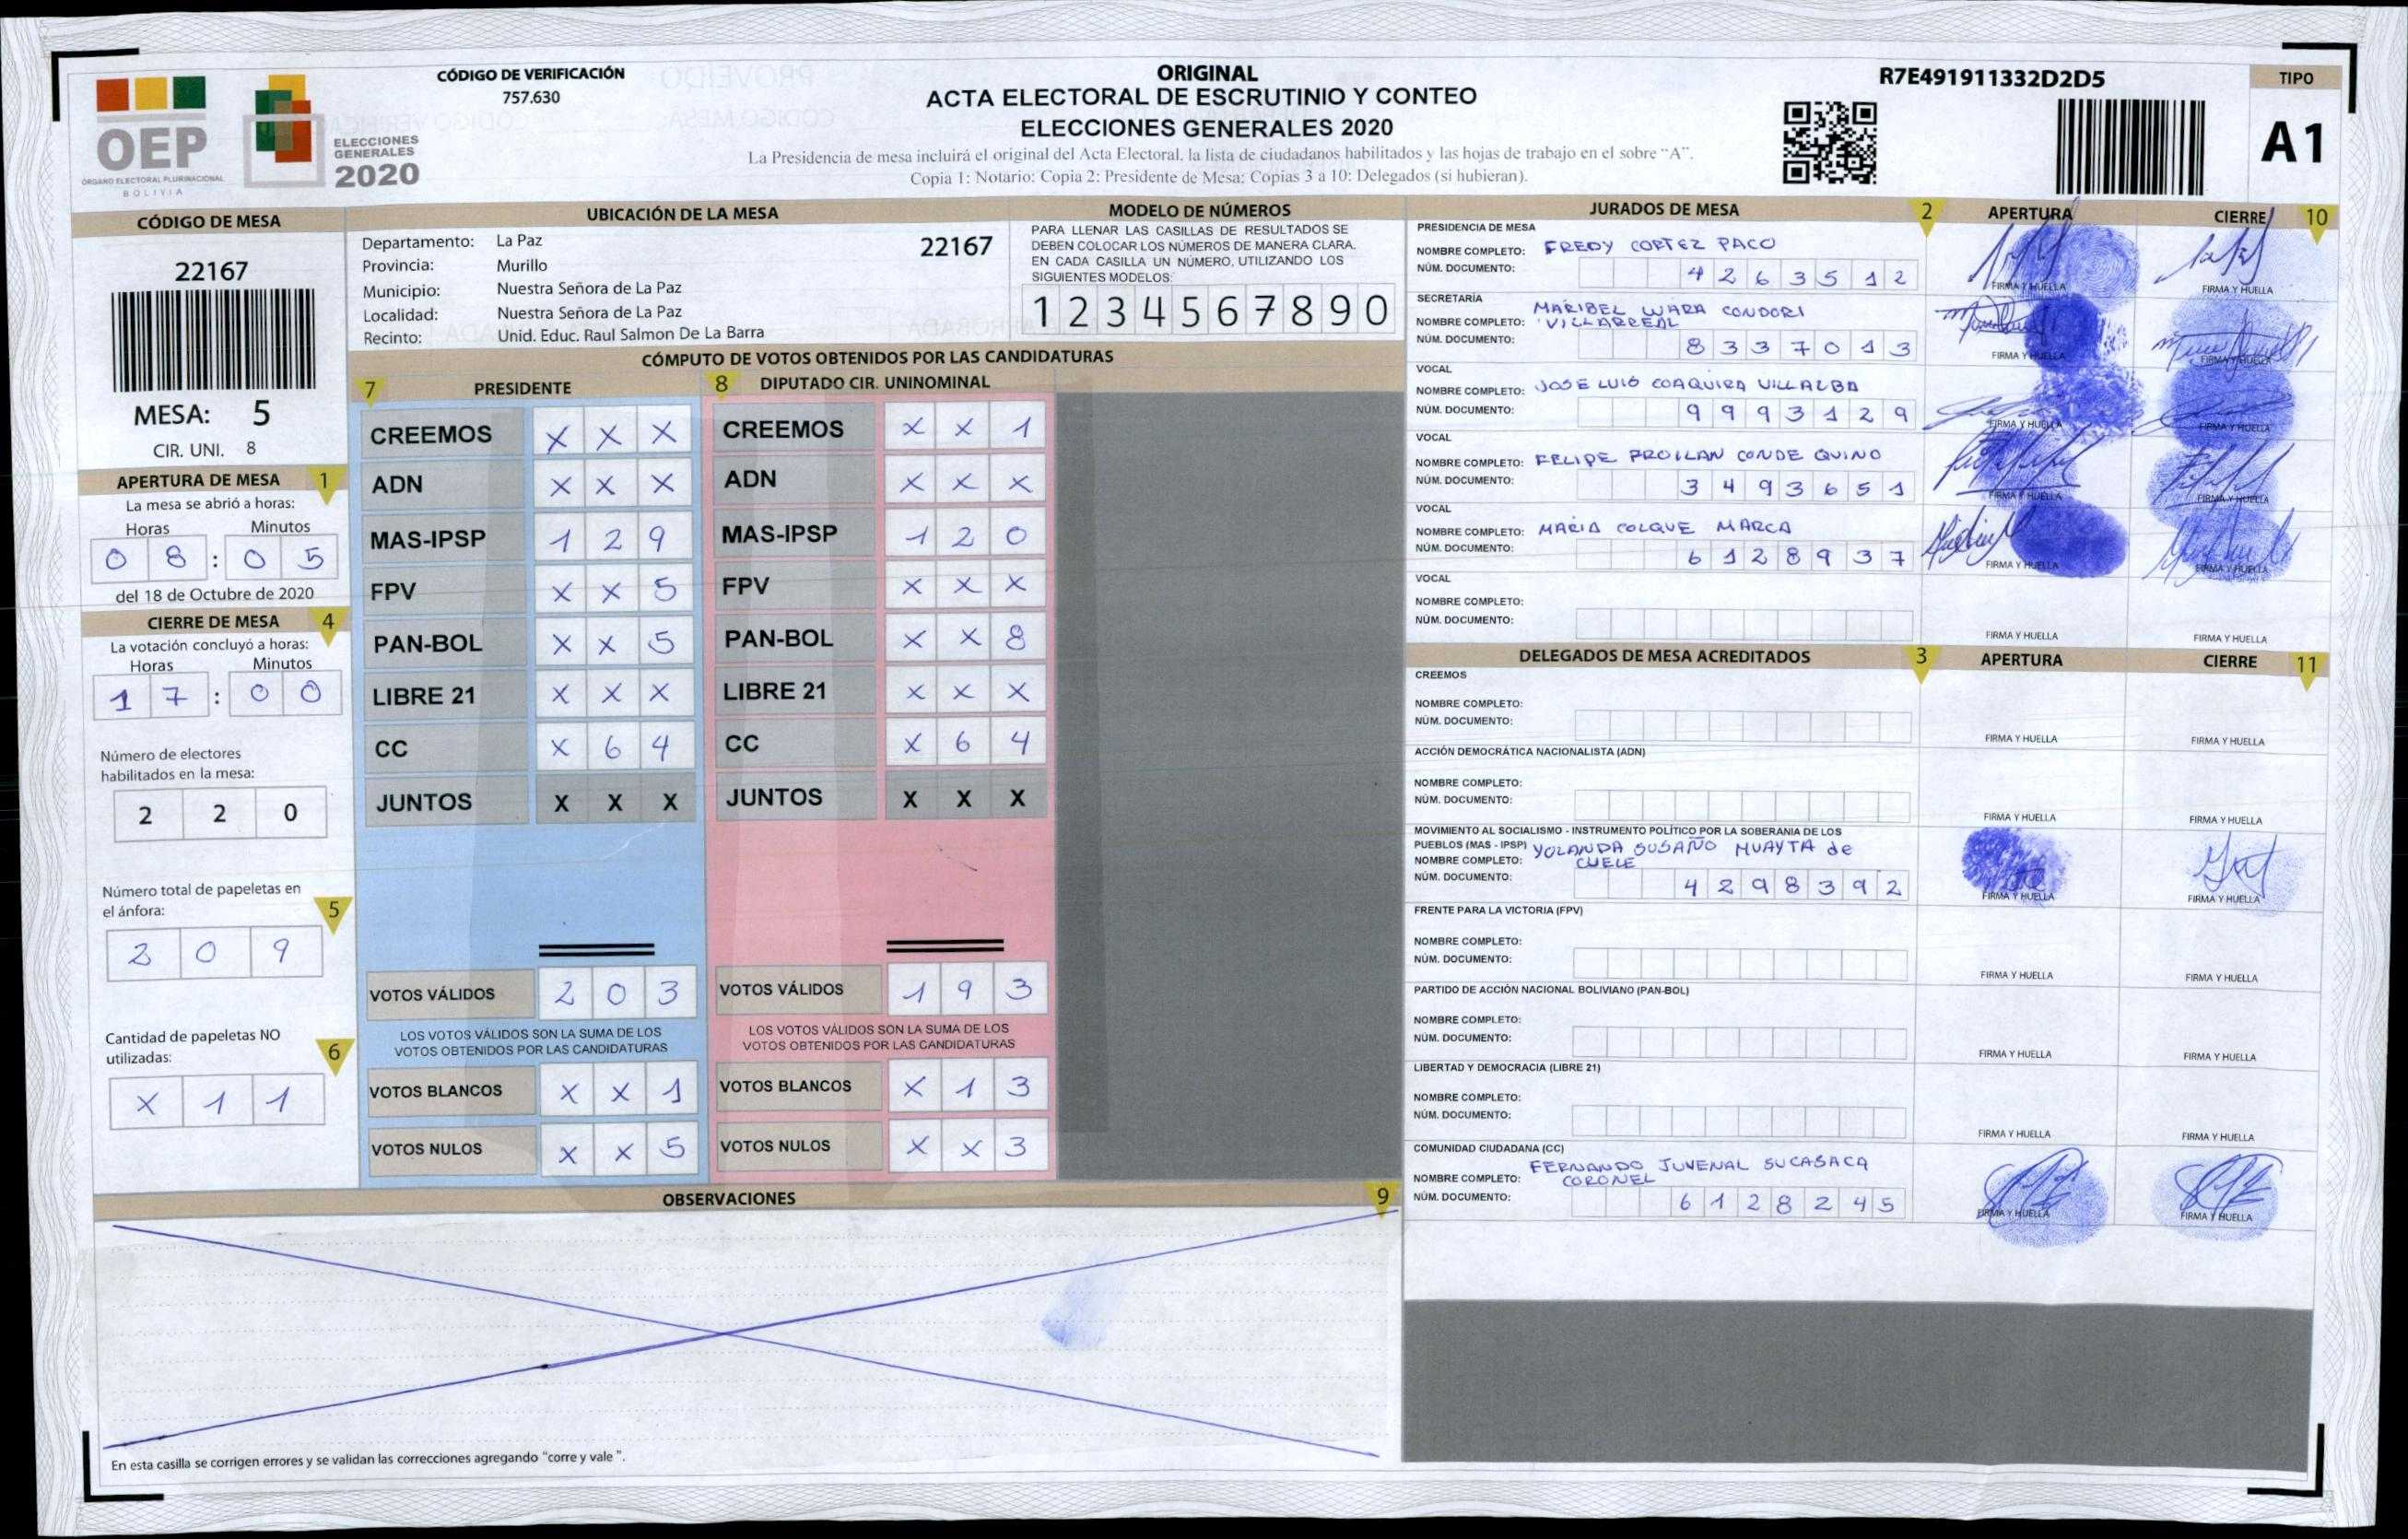 OEP
ÓRGANO ELECTORAL PLURINACIONAL
BOLIVIA
ELECCIONES
GENERALES
2020
CÓDIGO DE VERIFICACIÓN
757.630
ORIGINAL
ACTA ELECTORAL DE ESCRUTINIO Y CONTEO
ELECCIONES GENERALES 2020
La Presidencia de mesa incluirá el original del Acta Electoral, la lista de ciudadanos habilitados y las hojas de trabajo en el sobre "A".
Copia 1: Notario; Copia 2: Presidente de Mesa; Copias 3 a 10: Delegados (si hubieran).
R7E491911332D2D5
TIPO
A1
CÓDIGO DE MESA
22167
MESA: 5
CIR. UNI. 8
APERTURA DE MESA 1
La mesa se abrió a horas:
Horas Minutos
0 8 : 0 5
del 18 de Octubre de 2020
CIERRE DE MESA 4
La votación concluyó a horas:
Horas Minutos
1 7 : 0 0
Número de electores
habilitados en la mesa:
2 2 0
Número total de papeletas en
el ánfora: 5
2 0 9
Cantidad de papeletas NO
utilizadas: 6
X 1 1
UBICACIÓN DE LA MESA
Departamento: La Paz 22167
Provincia: Murillo
Municipio: Nuestra Señora de La Paz
Localidad: Nuestra Señora de La Paz
Recinto: Unid. Educ. Raul Salmon De La Barra
MODELO DE NÚMEROS
PARA LLENAR LAS CASILLAS DE RESULTADOS SE
DEBEN COLOCAR LOS NÚMEROS DE MANERA CLARA.
EN CADA CASILLA UN NÚMERO, UTILIZANDO LOS
SIGUIENTES MODELOS:
1 2 3 4 5 6 7 8 9 0
CÓMPUTO DE VOTOS OBTENIDOS POR LAS CANDIDATURAS
7 PRESIDENTE
CREEMOS X X X
ADN X X X
MAS-IPSP 1 2 9
FPV X X 5
PAN-BOL X X 5
LIBRE 21 X X X
CC X 6 4
JUNTOS X X X
VOTOS VÁLIDOS 2 0 3
LOS VOTOS VÁLIDOS SON LA SUMA DE LOS
VOTOS OBTENIDOS POR LAS CANDIDATURAS
VOTOS BLANCOS X X 1
VOTOS NULOS X X 5
8 DIPUTADO CIR. UNINOMINAL
CREEMOS X X 1
ADN X X X
MAS-IPSP 1 2 0
FPV X X X
PAN-BOL X X 8
LIBRE 21 X X X
CC X 6 4
JUNTOS X X X
VOTOS VÁLIDOS 1 9 3
LOS VOTOS VÁLIDOS SON LA SUMA DE LOS
VOTOS OBTENIDOS POR LAS CANDIDATURAS
VOTOS BLANCOS X 1 3
VOTOS NULOS X X 3
OBSERVACIONES 9
En esta casilla se corrigen errores y se validan las correcciones agregando "corre y vale".
JURADOS DE MESA 2 APERTURA CIERRE 10
PRESIDENCIA DE MESA
NOMBRE COMPLETO: FREDY CORTEZ PACO
NÚM. DOCUMENTO: 4 2 6 3 5 1 2
FIRMA Y HUELLA FIRMA Y HUELLA
SECRETARÍA
NOMBRE COMPLETO: MARIBEL WARA CONDORI
VILLARREAL
NÚM. DOCUMENTO: 8 3 3 7 0 1 3
FIRMA Y HUELLA FIRMA Y HUELLA
VOCAL
NOMBRE COMPLETO: JOSE LUIS COAQUIRA VILLALBA
NÚM. DOCUMENTO: 9 9 9 3 1 2 9
FIRMA Y HUELLA FIRMA Y HUELLA
VOCAL
NOMBRE COMPLETO: FELIPE FROILAN CONDE QUINO
NÚM. DOCUMENTO: 3 4 9 3 6 5 1
FIRMA Y HUELLA FIRMA Y HUELLA
VOCAL
NOMBRE COMPLETO: MARIA COLQUE MARCA
NÚM. DOCUMENTO: 6 1 2 8 9 3 7
FIRMA Y HUELLA FIRMA Y HUELLA
VOCAL
NOMBRE COMPLETO:
NÚM. DOCUMENTO:
FIRMA Y HUELLA FIRMA Y HUELLA
DELEGADOS DE MESA ACREDITADOS 3 APERTURA CIERRE 11
CREEMOS
NOMBRE COMPLETO:
NÚM. DOCUMENTO:
FIRMA Y HUELLA FIRMA Y HUELLA
ACCIÓN DEMOCRÁTICA NACIONALISTA (ADN)
NOMBRE COMPLETO:
NÚM. DOCUMENTO:
FIRMA Y HUELLA FIRMA Y HUELLA
MOVIMIENTO AL SOCIALISMO - INSTRUMENTO POLÍTICO POR LA SOBERANIA DE LOS
PUEBLOS (MAS - IPSP) YOLANDA SUSAÑO MUAYTA de
NOMBRE COMPLETO: CUELE
NÚM. DOCUMENTO: 4 2 9 8 3 9 2
FIRMA Y HUELLA FIRMA Y HUELLA
FRENTE PARA LA VICTORIA (FPV)
NOMBRE COMPLETO:
NÚM. DOCUMENTO:
FIRMA Y HUELLA FIRMA Y HUELLA
PARTIDO DE ACCIÓN NACIONAL BOLIVIANO (PAN-BOL)
NOMBRE COMPLETO:
NÚM. DOCUMENTO:
FIRMA Y HUELLA FIRMA Y HUELLA
LIBERTAD Y DEMOCRACIA (LIBRE 21)
NOMBRE COMPLETO:
NÚM. DOCUMENTO:
FIRMA Y HUELLA FIRMA Y HUELLA
COMUNIDAD CIUDADANA (CC)
NOMBRE COMPLETO: FERNANDO JUVENAL SUCASACA
CORONEL
NÚM. DOCUMENTO: 6 1 2 8 2 4 5
FIRMA Y HUELLA FIRMA Y HUELLA